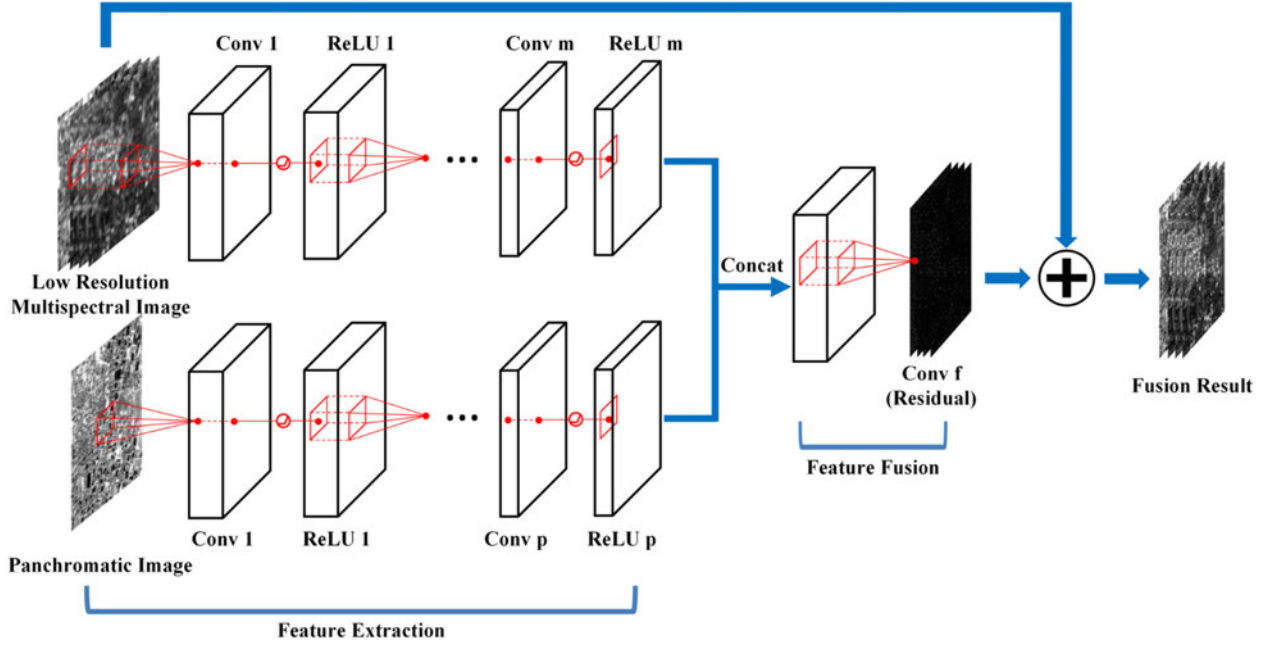 Conv 1
ReLU 1
Conv m
ReLU m
Low Resolution
Multispectral Image
Concat
Conv f
(Residual)
Fusion Result
Feature Fusion
Conv 1
ReLU 1
Conv p
ReLU p
Panchromatic Image
Feature Extraction